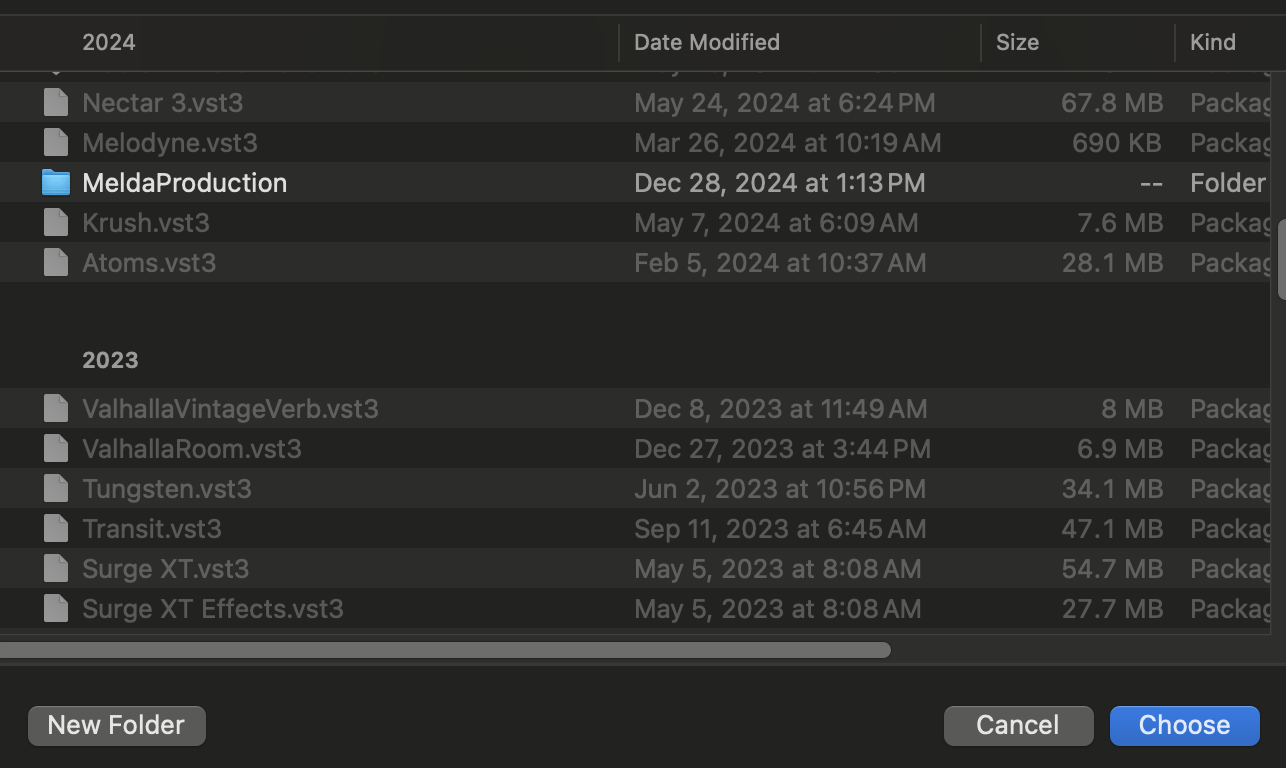 2024 Date Modified Size Kind
Nectar 3.vst3 May 24, 2024 at 6:24 PM 67.8 MB Packag
Melodyne.vst3 Mar 26, 2024 at 10:19 AM 690 KB Packag
MeldaProduction Dec 28, 2024 at 1:13 PM -- Folder
Krush.vst3 May 7, 2024 at 6:09 AM 7.6 MB Packag
Atoms.vst3 Feb 5, 2024 at 10:37 AM 28.1 MB Packag
2023
ValhallaVintageVerb.vst3 Dec 8, 2023 at 11:49 AM 8 MB Packag
ValhallaRoom.vst3 Dec 27, 2023 at 3:44 PM 6.9 MB Packag
Tungsten.vst3 Jun 2, 2023 at 10:56 PM 34.1 MB Packag
Transit.vst3 Sep 11, 2023 at 6:45 AM 47.1 MB Packag
Surge XT.vst3 May 5, 2023 at 8:08 AM 54.7 MB Packag
Surge XT Effects.vst3 May 5, 2023 at 8:08 AM 27.7 MB Packag
New Folder Cancel Choose